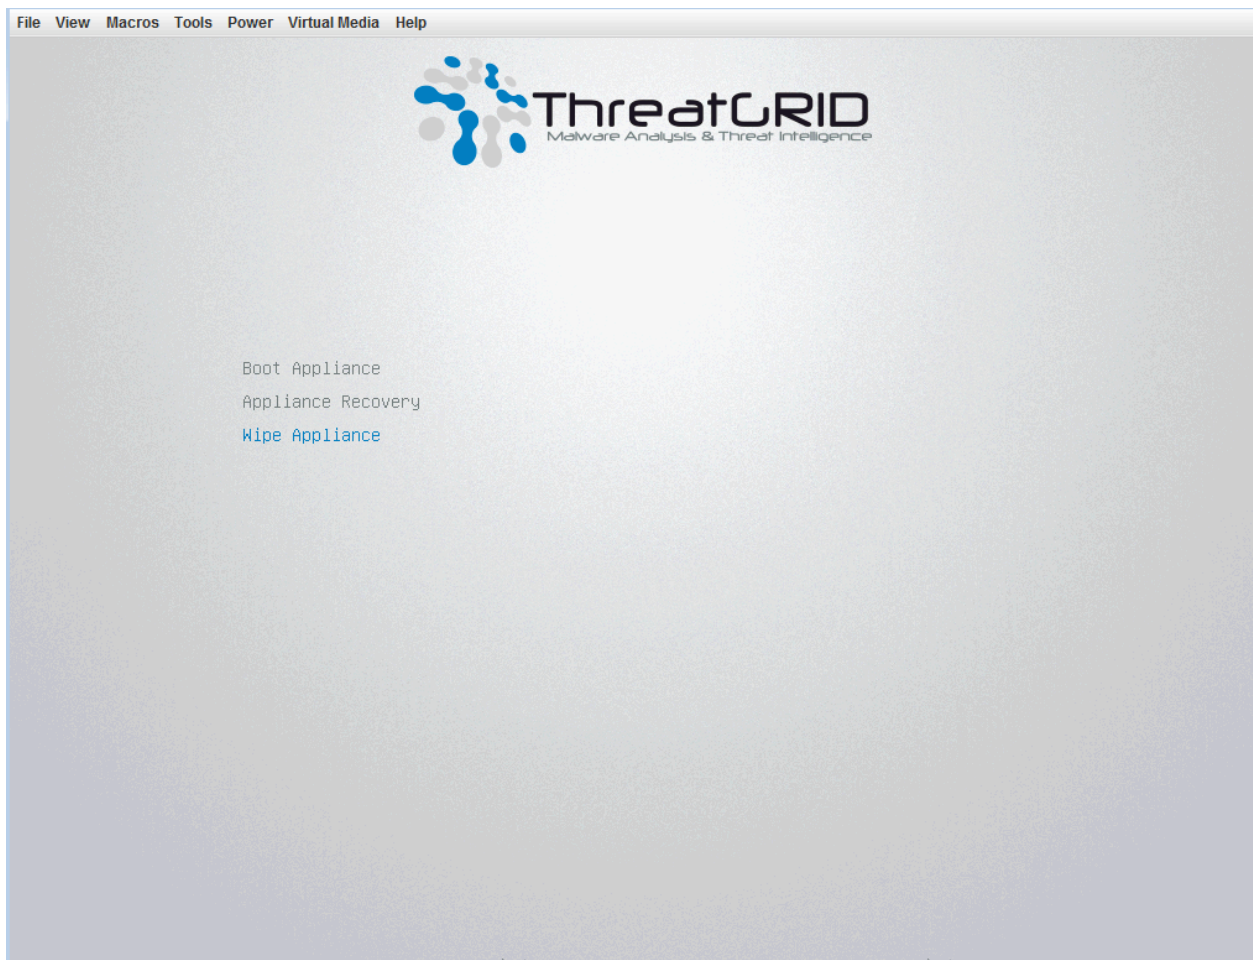 File View Macros Tools Power Virtual Media Help
ThreatGRID
Malware Analysis & Threat Intelligence
Boot Appliance
Appliance Recovery
Wipe Appliance